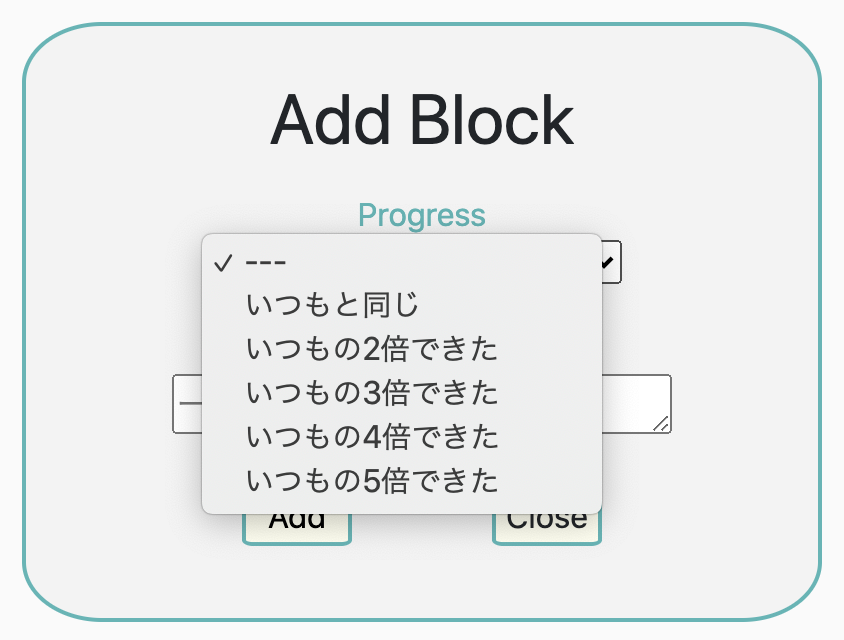 Add Block
Progress
✓ ---
いつもと同じ
いつもの2倍できた
いつもの3倍できた
いつもの4倍できた
いつもの5倍できた
Add
Close